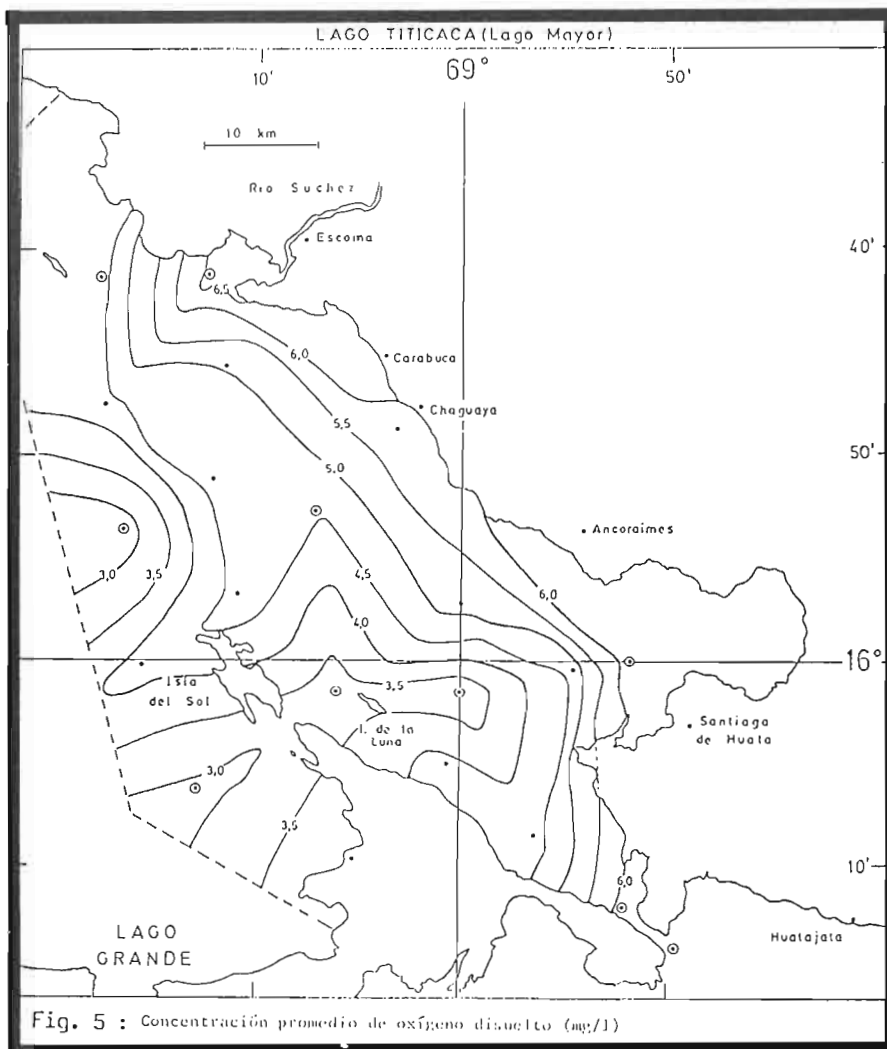 LAGO TITICACA (Lago Mayor)
10'
69°
50'
10 km
Rio Suchez
Escoma
40'
6,5
6,0
Carabuca
Chaguaya
5,5
5,0
50'
Ancoraimes
3,0
3,5
4,5
6,0
4,0
16°
Isla
del Sol
3,5
I. de la
Luna
Santiago
de Huata
3,0
3,5
10'
6,0
LAGO
GRANDE
Huatajata
Fig. 5 : Concentración promedio de oxígeno disuelto (mg/l)